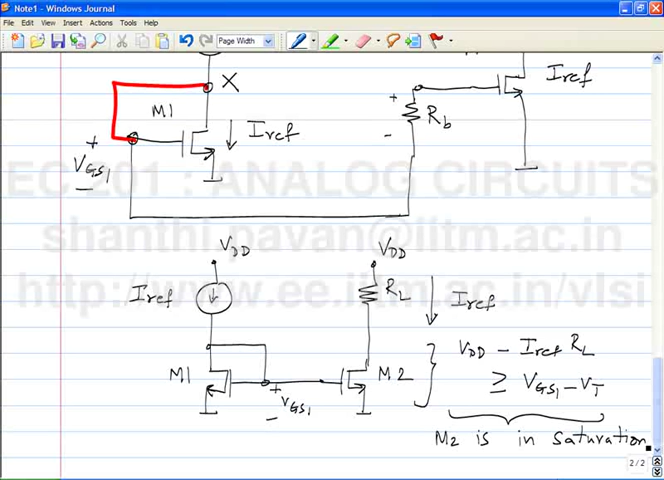 Note1 - Windows Journal
File Edit View Insert Actions Tools Help
Page Width
X
M1
Iref
+
VGS1
-
+
Rb
-
Iref
EC 201 : ANALOG CIRCUITS
shanthi.pavan@iitm.ac.in
http://www.ee.iitm.ac.in/vlsi
VDD
VDD
Iref
RL
Iref
M1
+
VGS1
-
M2
VDD - Iref RL
≥ VGS1 - VT
M2 is in saturation
2 / 2